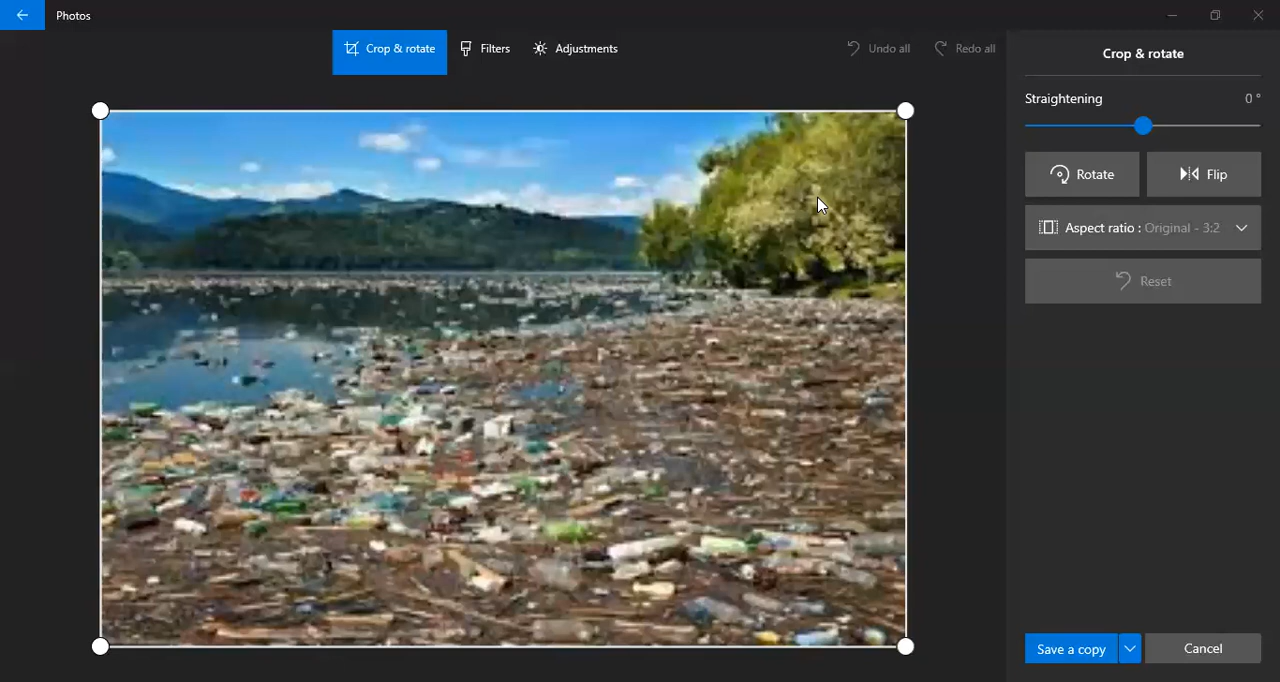 Photos
Crop & rotate
Filters
Adjustments
Undo all
Redo all
Crop & rotate
Straightening 0 °
Rotate
Flip
Aspect ratio : Original - 3:2
Reset
Save a copy
Cancel